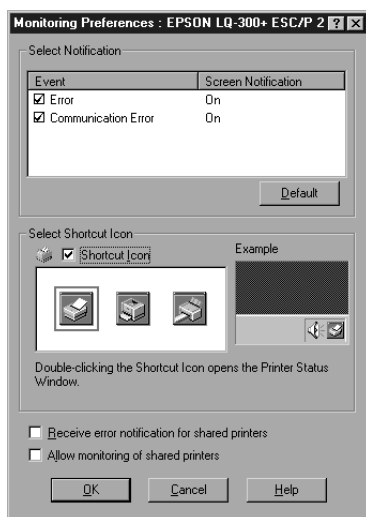 Monitoring Preferences : EPSON LQ-300+ ESC/P 2
Select Notification
Event Screen Notification
Error On
Communication Error On
Default
Select Shortcut Icon
Shortcut Icon Example
Double-clicking the Shortcut Icon opens the Printer Status
Window.
Receive error notification for shared printers
Allow monitoring of shared printers
OK Cancel Help